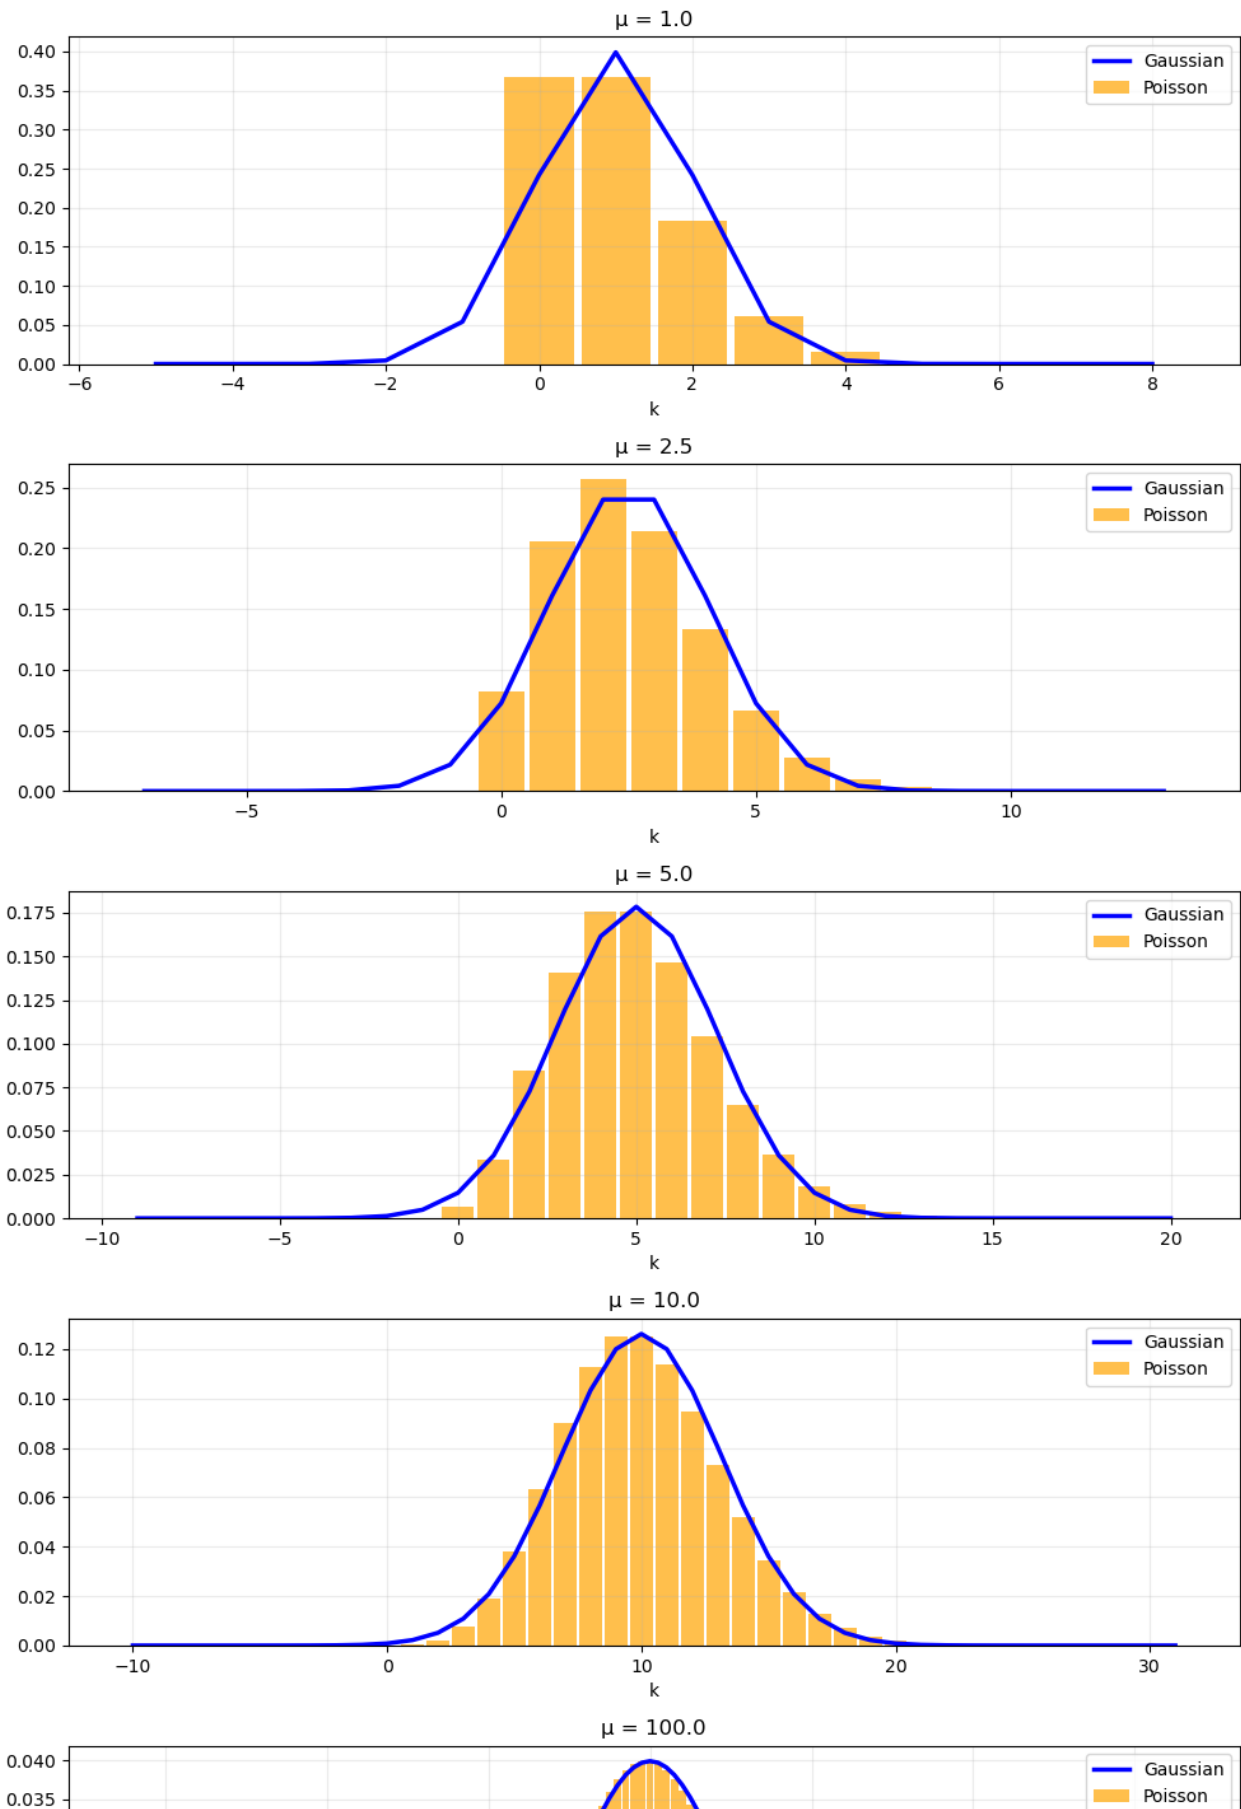 μ = 1.0
0.40
0.35
0.30
0.25
0.20
0.15
0.10
0.05
0.00
Gaussian
Poisson
−6 −4 −2 0 2 4 6 8
k
μ = 2.5
0.25
0.20
0.15
0.10
0.05
0.00
Gaussian
Poisson
−5 0 5 10
k
μ = 5.0
0.175
0.150
0.125
0.100
0.075
0.050
0.025
0.000
Gaussian
Poisson
−10 −5 0 5 10 15 20
k
μ = 10.0
0.12
0.10
0.08
0.06
0.04
0.02
0.00
Gaussian
Poisson
−10 0 10 20 30
k
μ = 100.0
0.040
0.035
Gaussian
Poisson